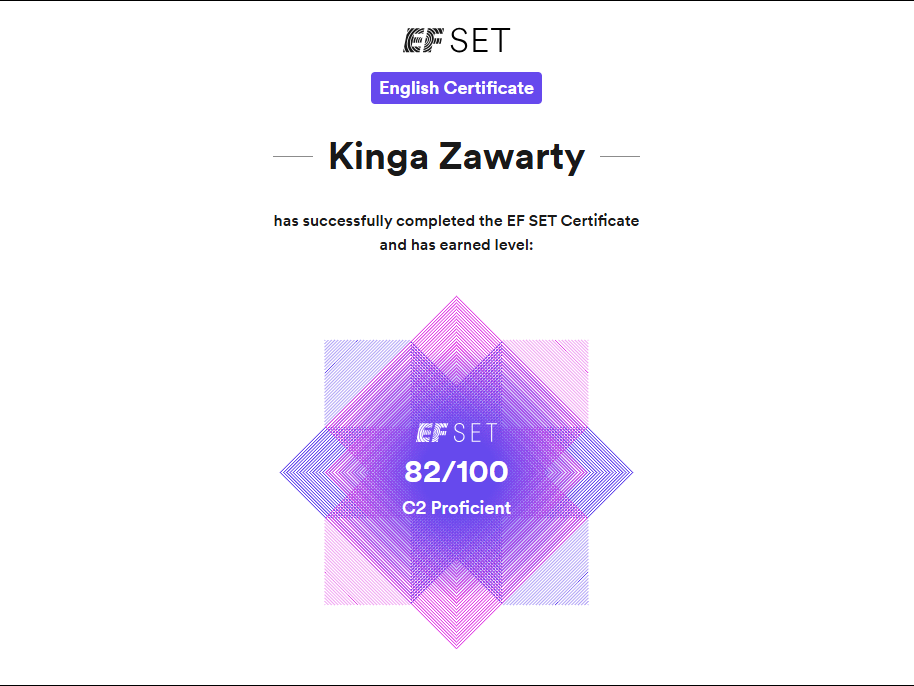 EF SET
English Certificate
Kinga Zawarty
has successfully completed the EF SET Certificate
and has earned level:
EF SET
82/100
C2 Proficient